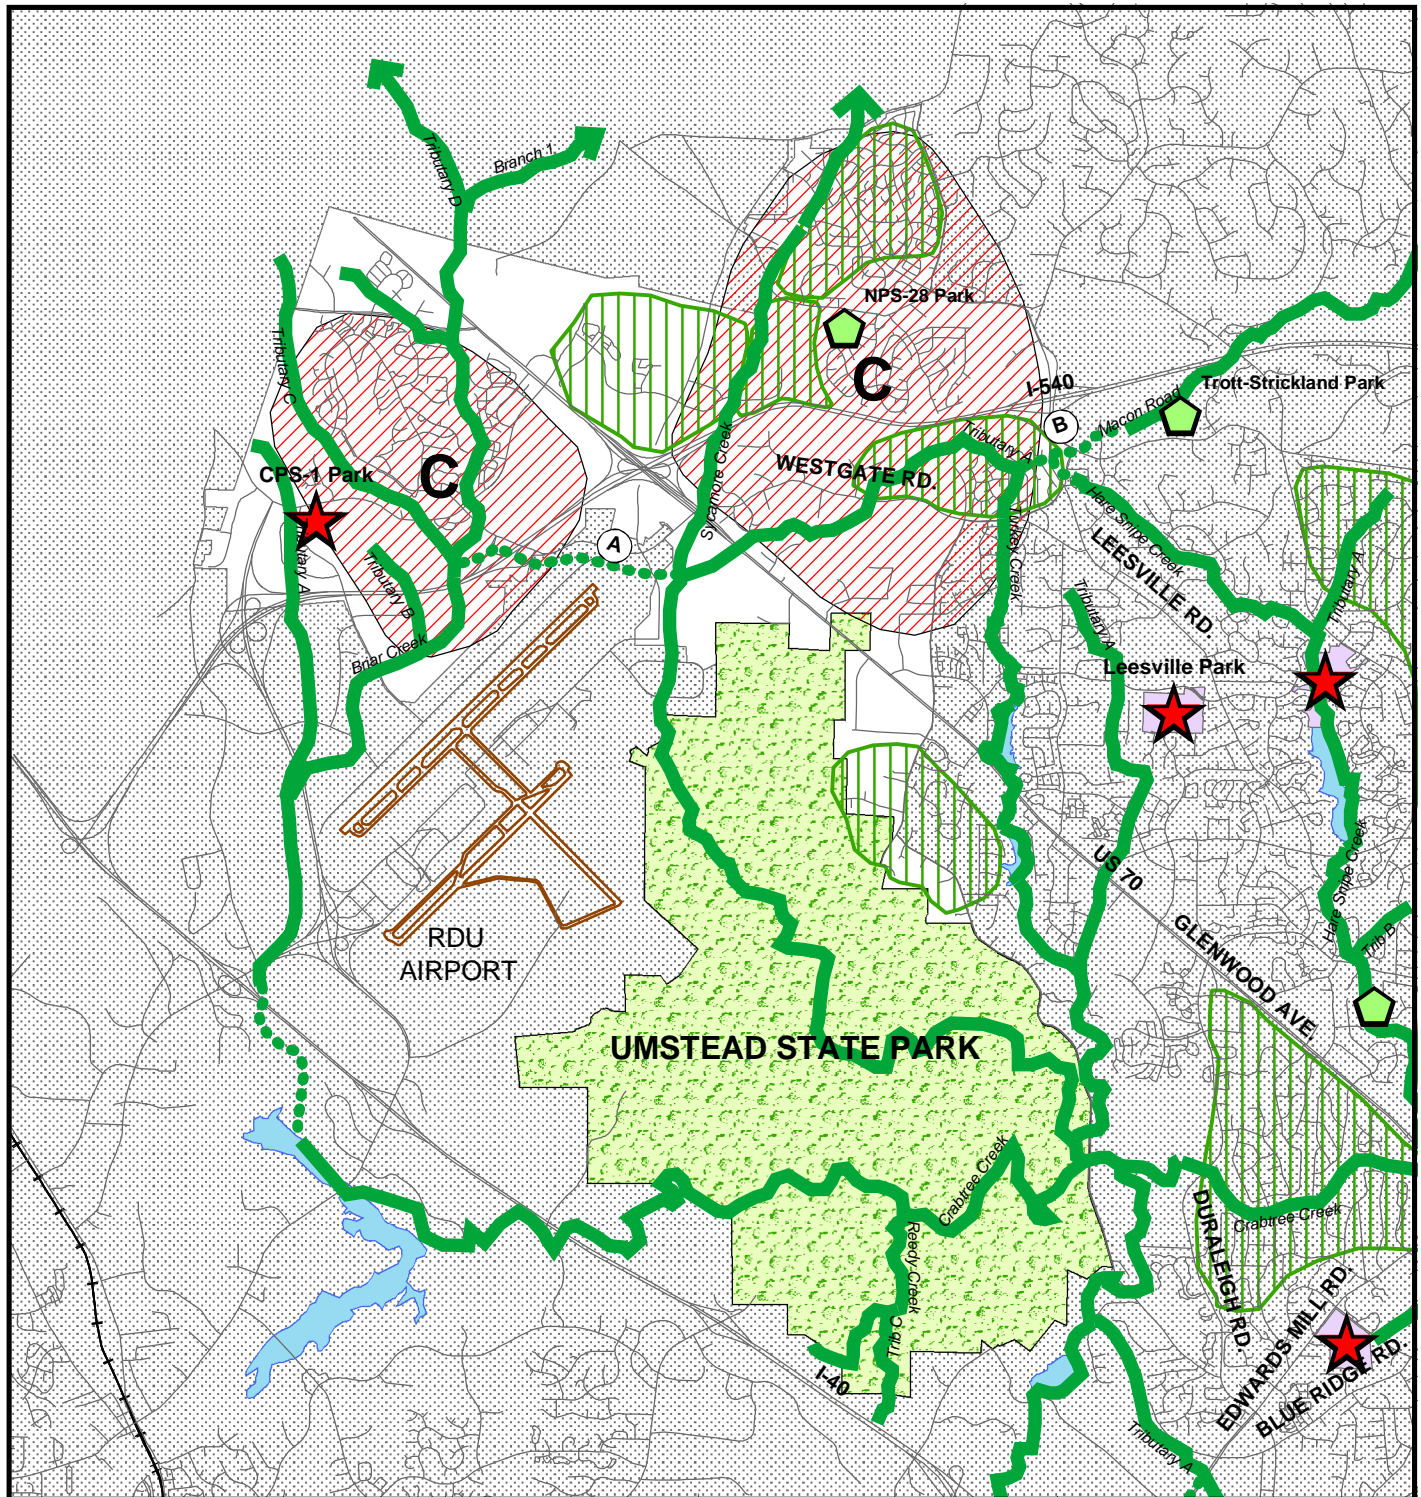 Tributary D
Branch 1
NPS-28 Park
C
I-540
Trott-Strickland Park
Macon Road
B
Tributary A
Tributary C
WESTGATE RD.
Sycamore Creek
CPS-1 Park
C
Hare Snipe Creek
LEESVILLE RD.
Turkey Creek
A
Tributary A
Tributary B
Tributary A
Tributary A
Briar Creek
Leesville Park
US 70
Hare Snipe Creek
Trib B
GLENWOOD AVE.
RDU
AIRPORT
UMSTEAD STATE PARK
Crabtree Creek
Reedy Creek
DURALEIGH RD.
Crabtree Creek
Trib C
I-40
EDWARDS MILL RD.
BLUE RIDGE RD.
Tributary A